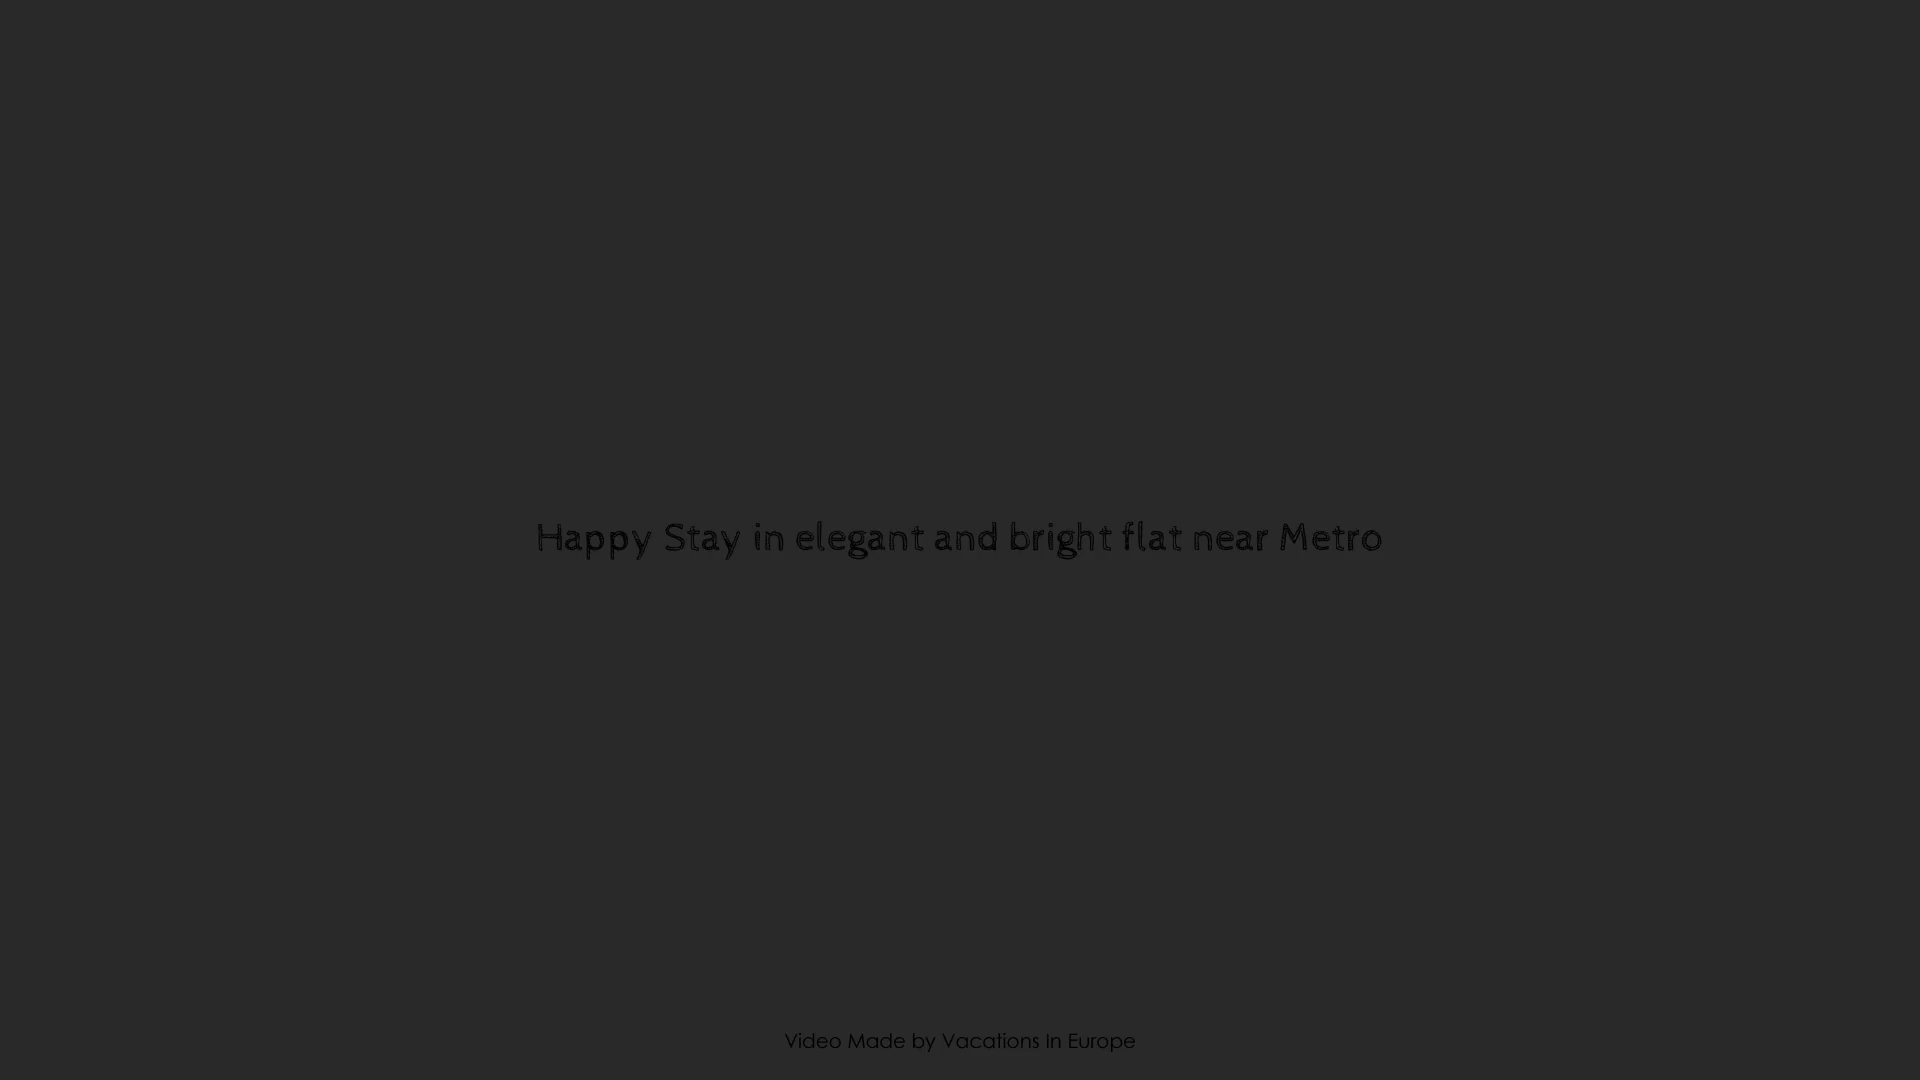 Happy Stay in elegant and bright flat near Metro
Video Made by Vacations In Europe